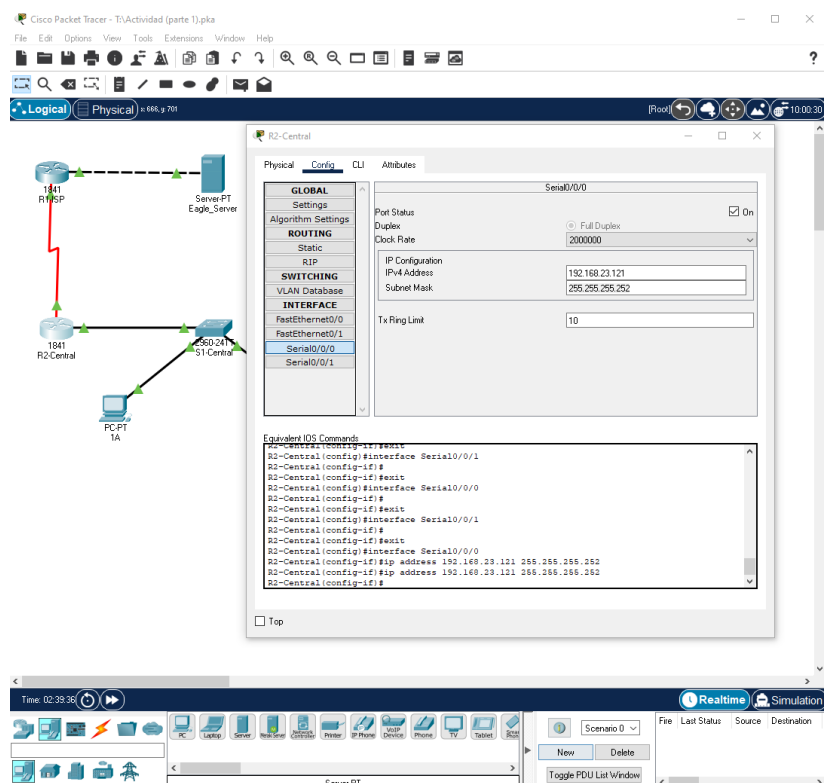 Cisco Packet Tracer - T:\Actividad (parte 1).pka
File Edit Options View Tools Extensions Window Help
?
Logical Physical x: 666, y: 701 [Root] 10:00:30
R2-Central
Physical Config CLI Attributes
GLOBAL
Settings
Algorithm Settings
ROUTING
Static
RIP
SWITCHING
VLAN Database
INTERFACE
FastEthernet0/0
FastEthernet0/1
Serial0/0/0
Serial0/0/1
Serial0/0/0
Port Status On
Duplex Full Duplex
Clock Rate 2000000
IP Configuration
IPv4 Address 192.168.23.121
Subnet Mask 255.255.255.252
Tx Ring Limit 10
1841
R1-ISP
Server-PT
Eagle_Server
1841
R2-Central
2960-24TT
S1-Central
PC-PT
1A
Equivalent IOS Commands
R2-Central(config-if)#exit
R2-Central(config)#interface Serial0/0/1
R2-Central(config-if)#
R2-Central(config-if)#exit
R2-Central(config)#interface Serial0/0/0
R2-Central(config-if)#
R2-Central(config-if)#exit
R2-Central(config)#interface Serial0/0/1
R2-Central(config-if)#
R2-Central(config-if)#exit
R2-Central(config)#interface Serial0/0/0
R2-Central(config-if)#ip address 192.168.23.121 255.255.255.252
R2-Central(config-if)#ip address 192.168.23.121 255.255.255.252
R2-Central(config-if)#
Top
Time: 02:39:36 Realtime Simulation
PC Laptop Server Printer IP Phone VoIP Device Phone TV Tablet Smart
Scenario 0
New Delete
Toggle PDU List Window
Fire Last Status Source Destination
Server-PT